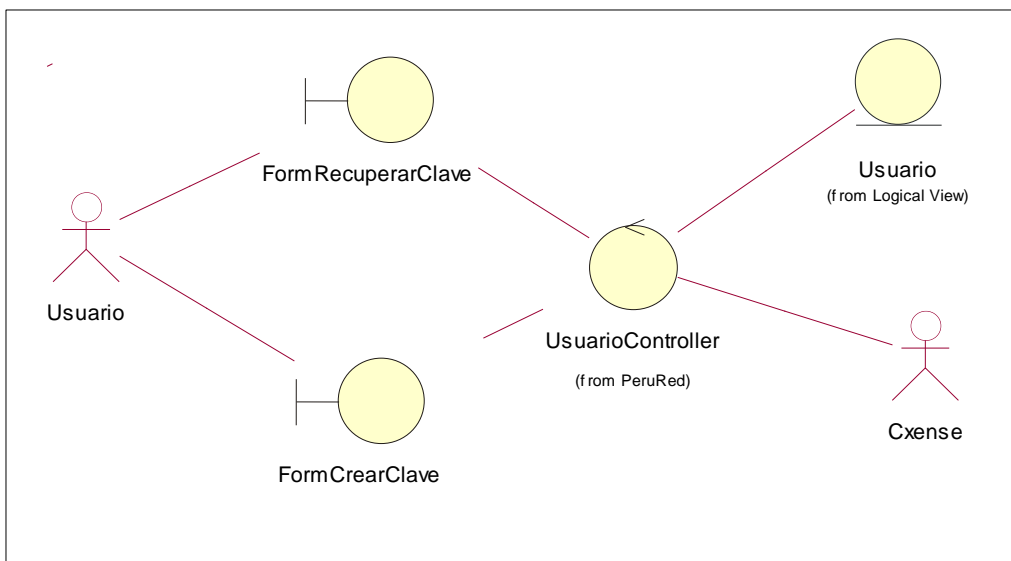 FormRecuperarClave
Usuario
(from Logical View)
Usuario
UsuarioController
(from PeruRed)
Cxense
FormCrearClave